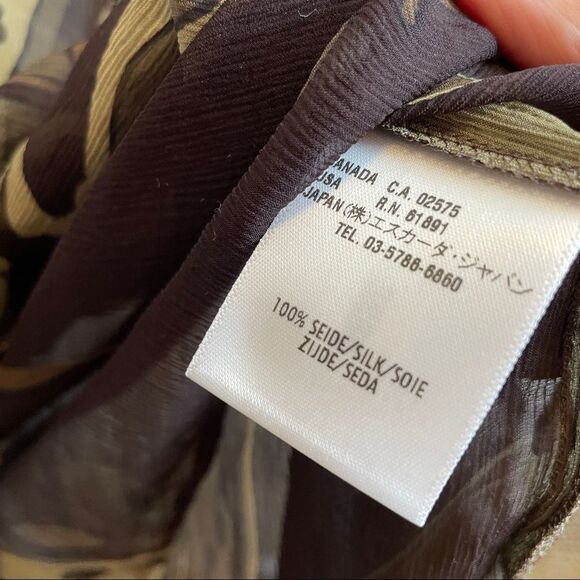 CANADA C.A. 02575
USA R.N. 61891
JAPAN (株)エスカーダ・ジャパン
TEL. 03-5786-6860
100% SEIDE/SILK/SOIE
ZIJDE/SEDA